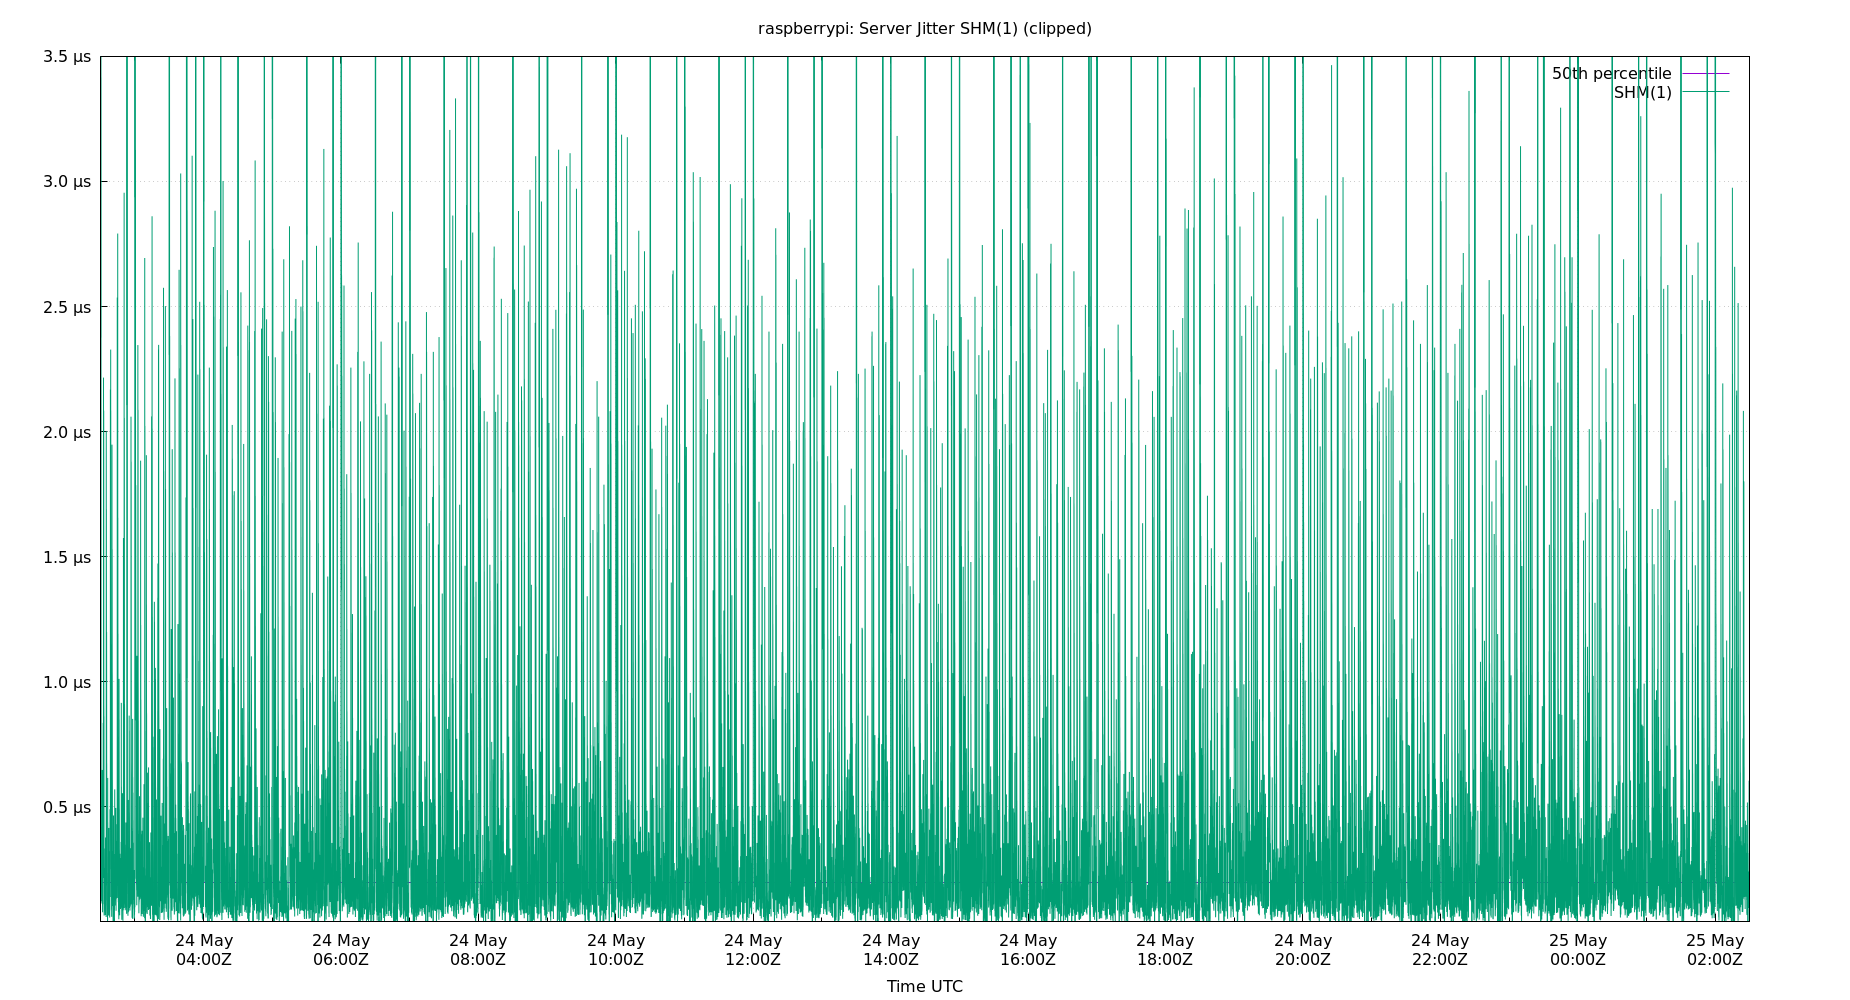 raspberrypi: Server Jitter SHM(1) (clipped)
3.5 µs
3.0 µs
2.5 µs
2.0 µs
1.5 µs
1.0 µs
0.5 µs
50th percentile
SHM(1)
24 May 24 May 24 May 24 May 24 May 24 May 24 May 24 May 24 May 24 May 25 May 25 May
04:00Z 06:00Z 08:00Z 10:00Z 12:00Z 14:00Z 16:00Z 18:00Z 20:00Z 22:00Z 00:00Z 02:00Z
Time UTC